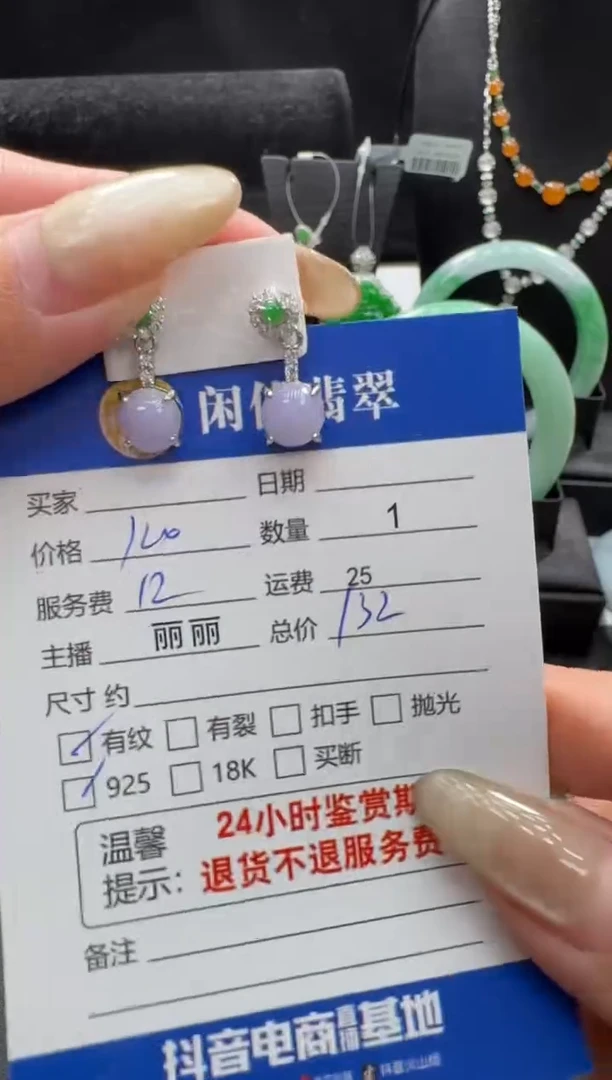 闲 翡翠
买家 日期
价格 120 数量 1
服务费 12 运费 25
主播 丽丽 总价 132
尺寸 约
☑ 有纹 □ 有裂 □ 扣手 □ 抛光
☑ 925 □ 18K □ 买断
温馨 24小时鉴赏期
提示: 退货不退服务费
备注
抖音电商直播基地